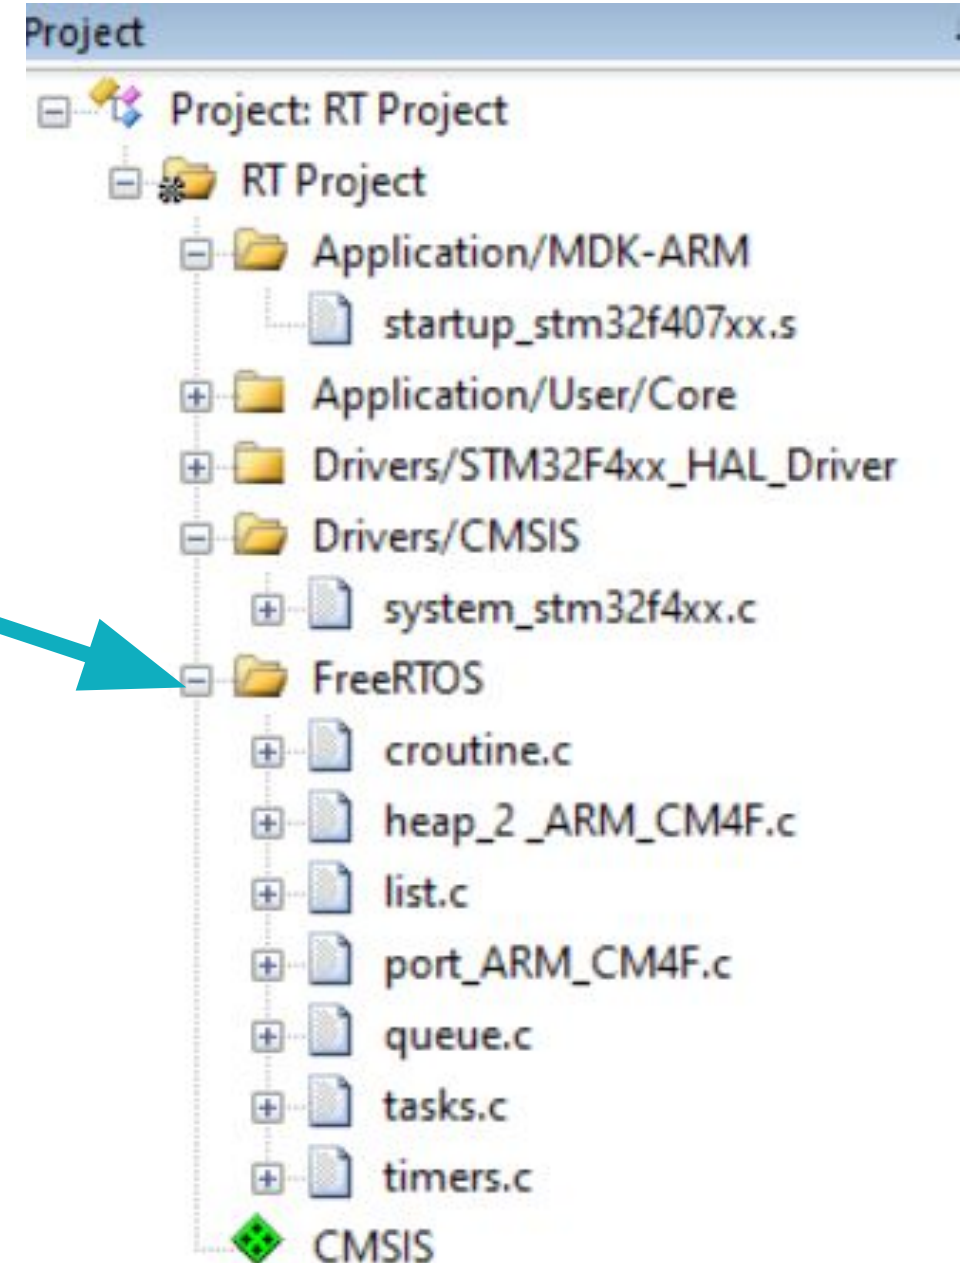 Project
Project: RT Project
RT Project
Application/MDK-ARM
startup_stm32f407xx.s
Application/User/Core
Drivers/STM32F4xx_HAL_Driver
Drivers/CMSIS
system_stm32f4xx.c
FreeRTOS
croutine.c
heap_2 _ARM_CM4F.c
list.c
port_ARM_CM4F.c
queue.c
tasks.c
timers.c
CMSIS